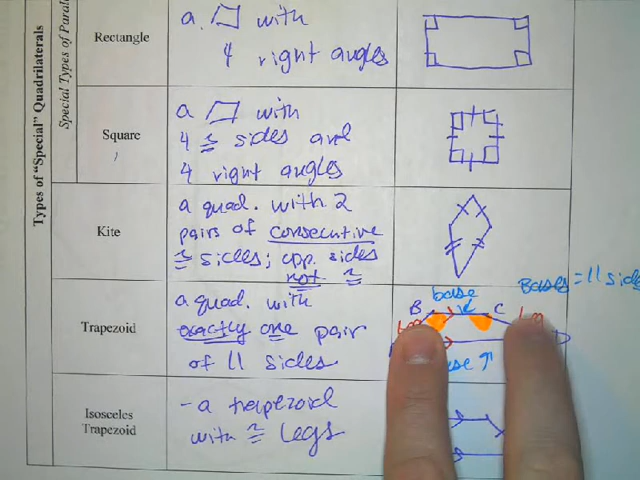 Types of "Special" Quadrilaterals
Special Types of Paral
Rectangle
a ▱ with
4 right angles
Square
a ▱ with
4 ≅ sides and
4 right angles
Kite
a quad. with 2
pairs of consecutive
≅ sides; opp. sides
not ≅
Trapezoid
a quad. with
exactly one pair
of || sides
Bases = || sides
base
B
C
Leg
D
Isosceles
Trapezoid
- a trapezoid
with ≅ legs